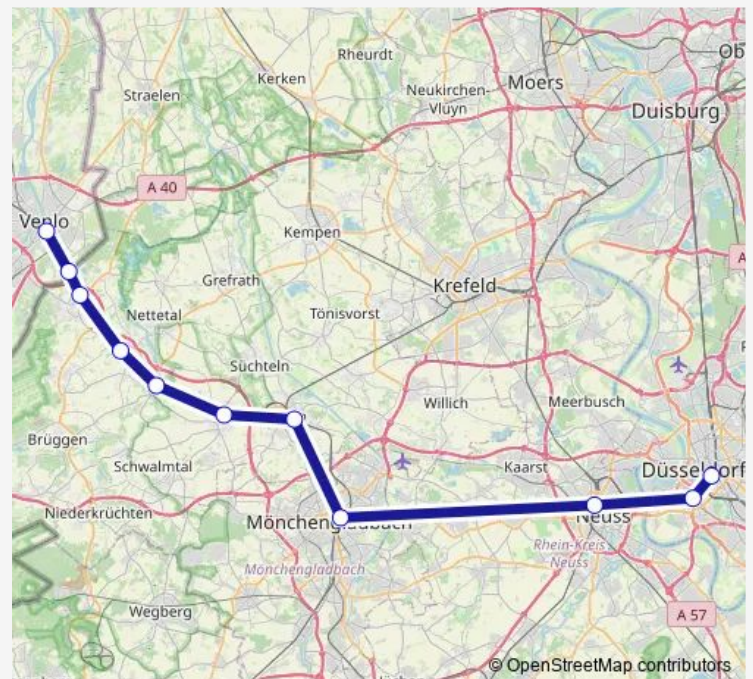 Rheurdt
Ob
Kerken
Neukirchen-
Vluyn
Moers
Straelen
Duisburg
A 40
Venlo
Kempen
A
Grefrath
Krefeld
Nettetal
Tönisvorst
Süchteln
Willich
Meerbusch
Brüggen
Schwalmtal
Kaarst
Düsseldorf
Niederkrüchten
Mönchengladbach
Neuss
Rhein-Kreis
Neuss
Mönchengladbach
Wegberg
A 57
© OpenStreetMap contributors